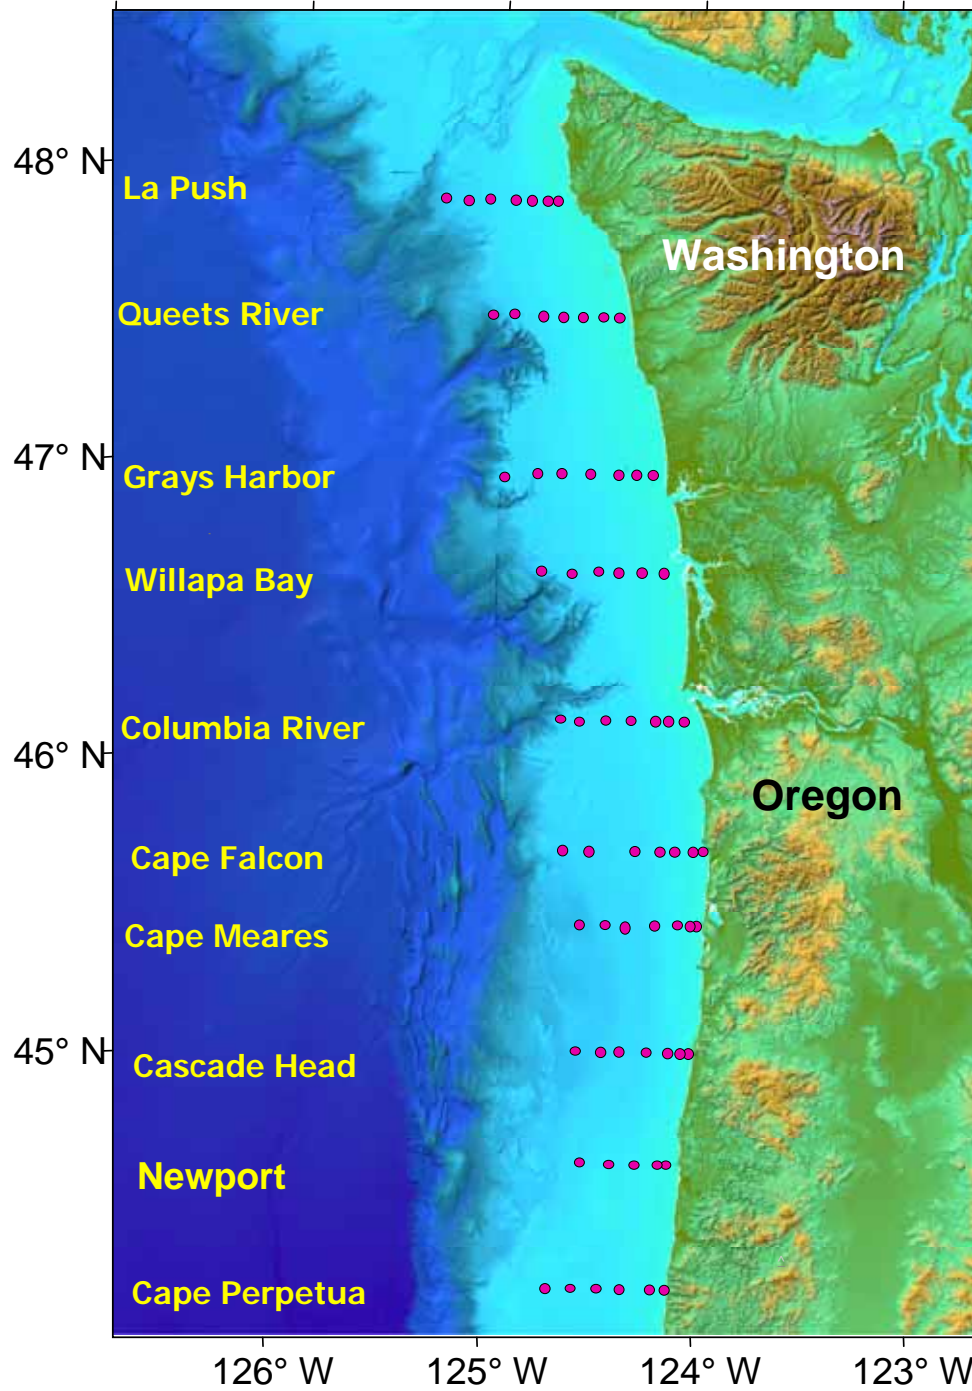 48° N
La Push
Washington
Queets River
47° N
Grays Harbor
Willapa Bay
Columbia River
46° N
Oregon
Cape Falcon
Cape Meares
45° N
Cascade Head
Newport
Cape Perpetua
126° W 125° W 124° W 123° W